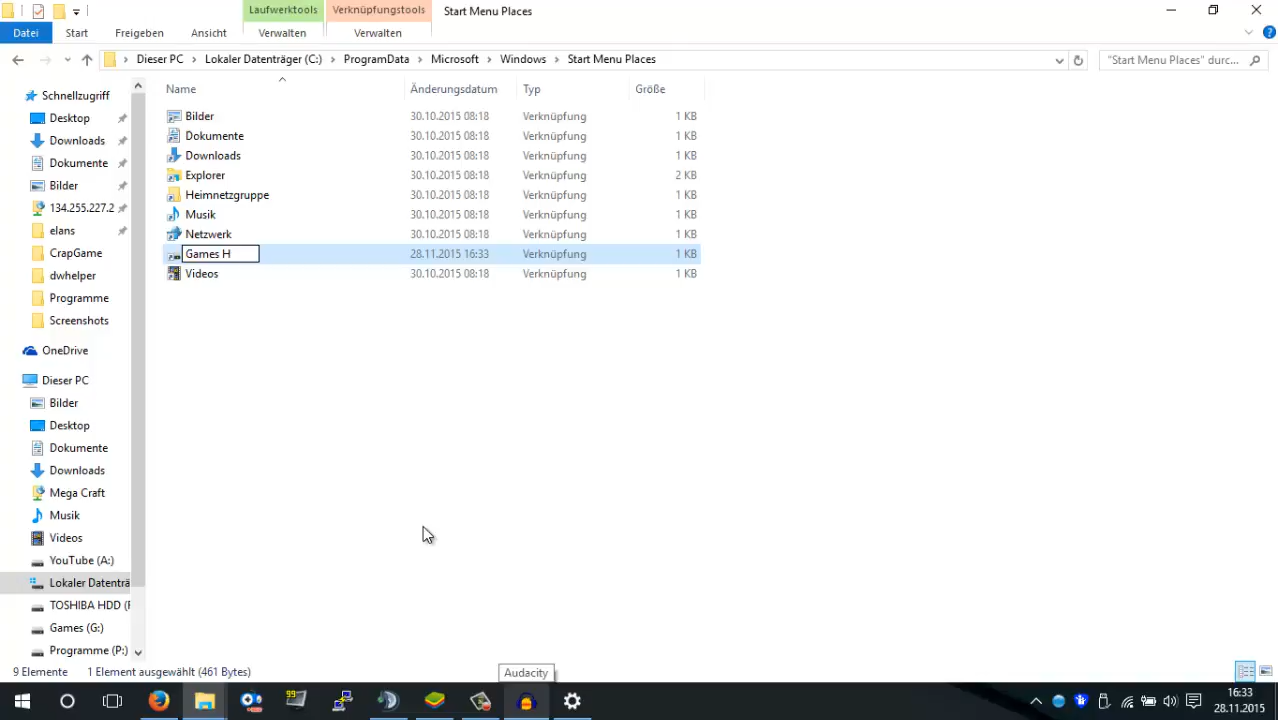 Laufwerktools Verknüpfungstools Start Menu Places
Datei Start Freigeben Ansicht Verwalten Verwalten
Dieser PC Lokaler Datenträger (C:) ProgramData Microsoft Windows Start Menu Places "Start Menu Places" durc...
Name Änderungsdatum Typ Größe
Bilder 30.10.2015 08:18 Verknüpfung 1 KB
Dokumente 30.10.2015 08:18 Verknüpfung 1 KB
Downloads 30.10.2015 08:18 Verknüpfung 1 KB
Explorer 30.10.2015 08:18 Verknüpfung 2 KB
Heimnetzgruppe 30.10.2015 08:18 Verknüpfung 1 KB
Musik 30.10.2015 08:18 Verknüpfung 1 KB
Netzwerk 30.10.2015 08:18 Verknüpfung 1 KB
Games H 28.11.2015 16:33 Verknüpfung 1 KB
Videos 30.10.2015 08:18 Verknüpfung 1 KB
Schnellzugriff
Desktop
Downloads
Dokumente
Bilder
134.255.227.2
elans
CrapGame
dwhelper
Programme
Screenshots
OneDrive
Dieser PC
Bilder
Desktop
Dokumente
Downloads
Mega Craft
Musik
Videos
YouTube (A:)
Lokaler Datenträ
TOSHIBA HDD (F
Games (G:)
Programme (P:)
9 Elemente 1 Element ausgewählt (461 Bytes)
Audacity
99
16:33
28.11.2015